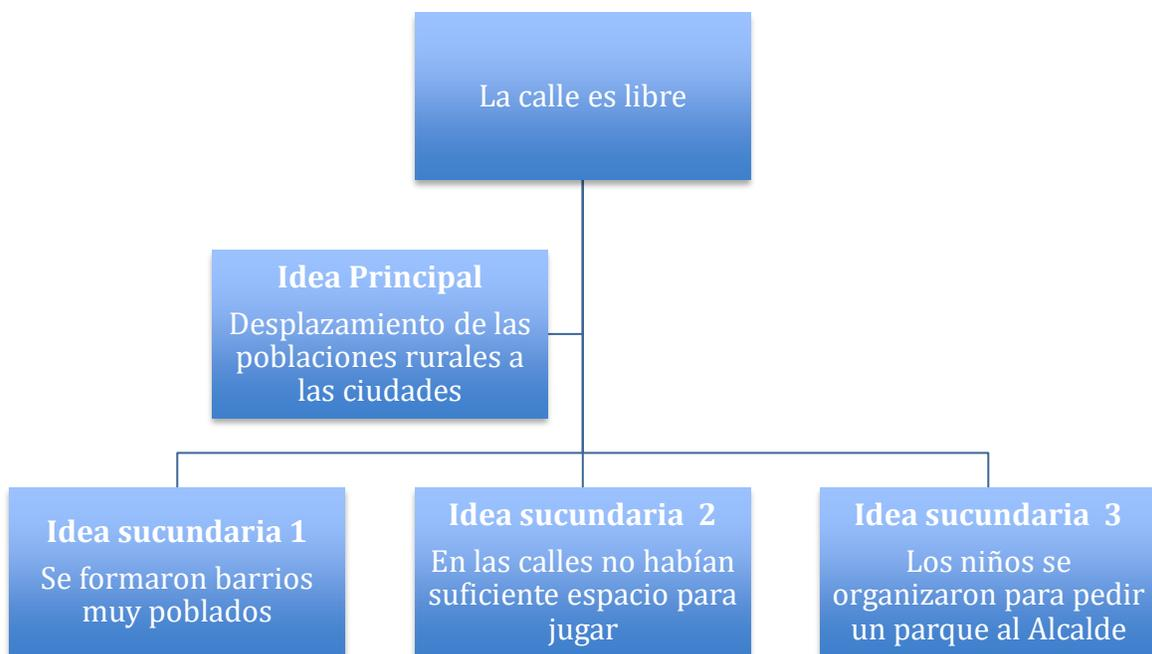 La calle es libre
Idea Principal
Desplazamiento de las
poblaciones rurales a
las ciudades
Idea sucundaria 1
Se formaron barrios
muy poblados
Idea sucundaria 2
En las calles no habían
suficiente espacio para
jugar
Idea sucundaria 3
Los niños se
organizaron para pedir
un parque al Alcalde